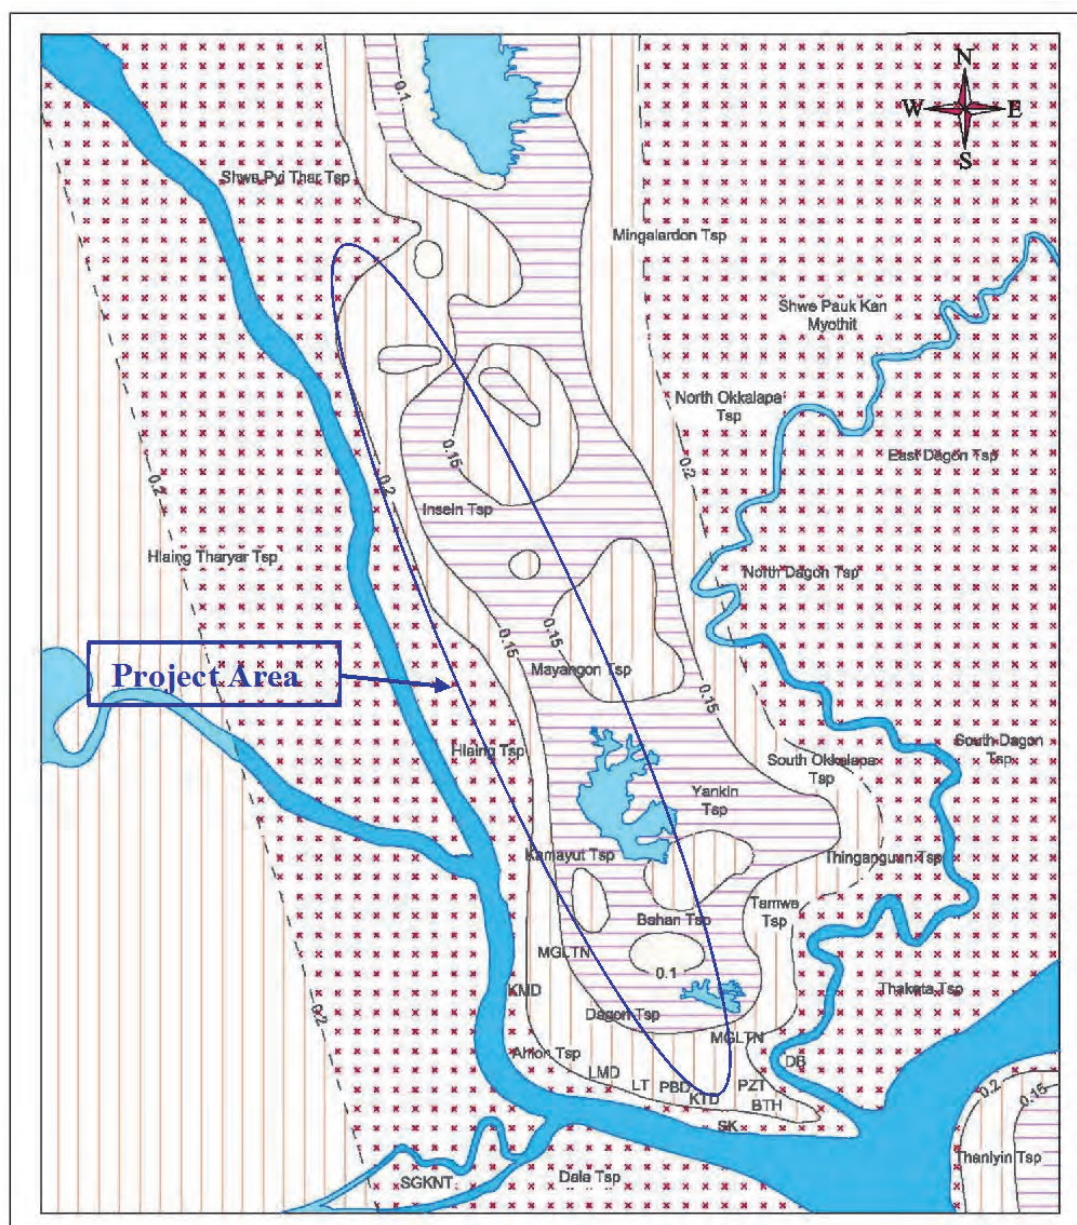 N
W E
S
0.1
Shwe Pyi Thar Tsp
Mingalardon Tsp
Shwe Pauk Kan
Myothit
North Okkalapa
Tsp
0.15
0.2
East Dagon Tsp
0.2
0.2
Insein Tsp
Hlaing Tharyar Tsp
North Dagon Tsp
0.15
0.15
Mayangon Tsp
Project Area
0.15
Hlaing Tsp
South Dagon
Tsp
South Okkalapa
Tsp
Yankin
Tsp
Kamayut Tsp
Thingangyun Tsp
Tamwe
Tsp
Bahan Tsp
MGLTN
0.1
KMD
Thaketa Tsp
0.2
Dagon Tsp
MGLTN
Ahlon Tsp
DB
LMD
LT
PBD
PZT
KTD
BTH
SK
0.2
0.15
Thanlyin Tsp
SGKNT
Dala Tsp